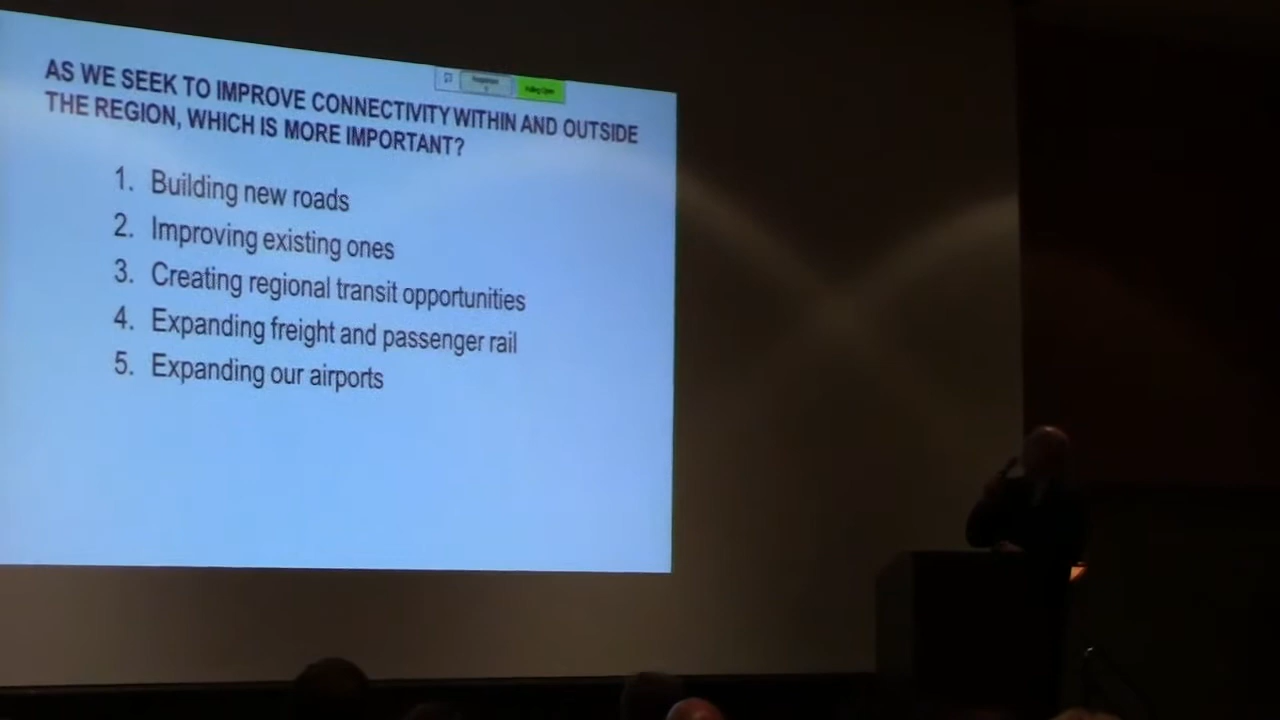 AS WE SEEK TO IMPROVE CONNECTIVITY WITHIN AND OUTSIDE
THE REGION, WHICH IS MORE IMPORTANT?
1. Building new roads
2. Improving existing ones
3. Creating regional transit opportunities
4. Expanding freight and passenger rail
5. Expanding our airports
Polling Open